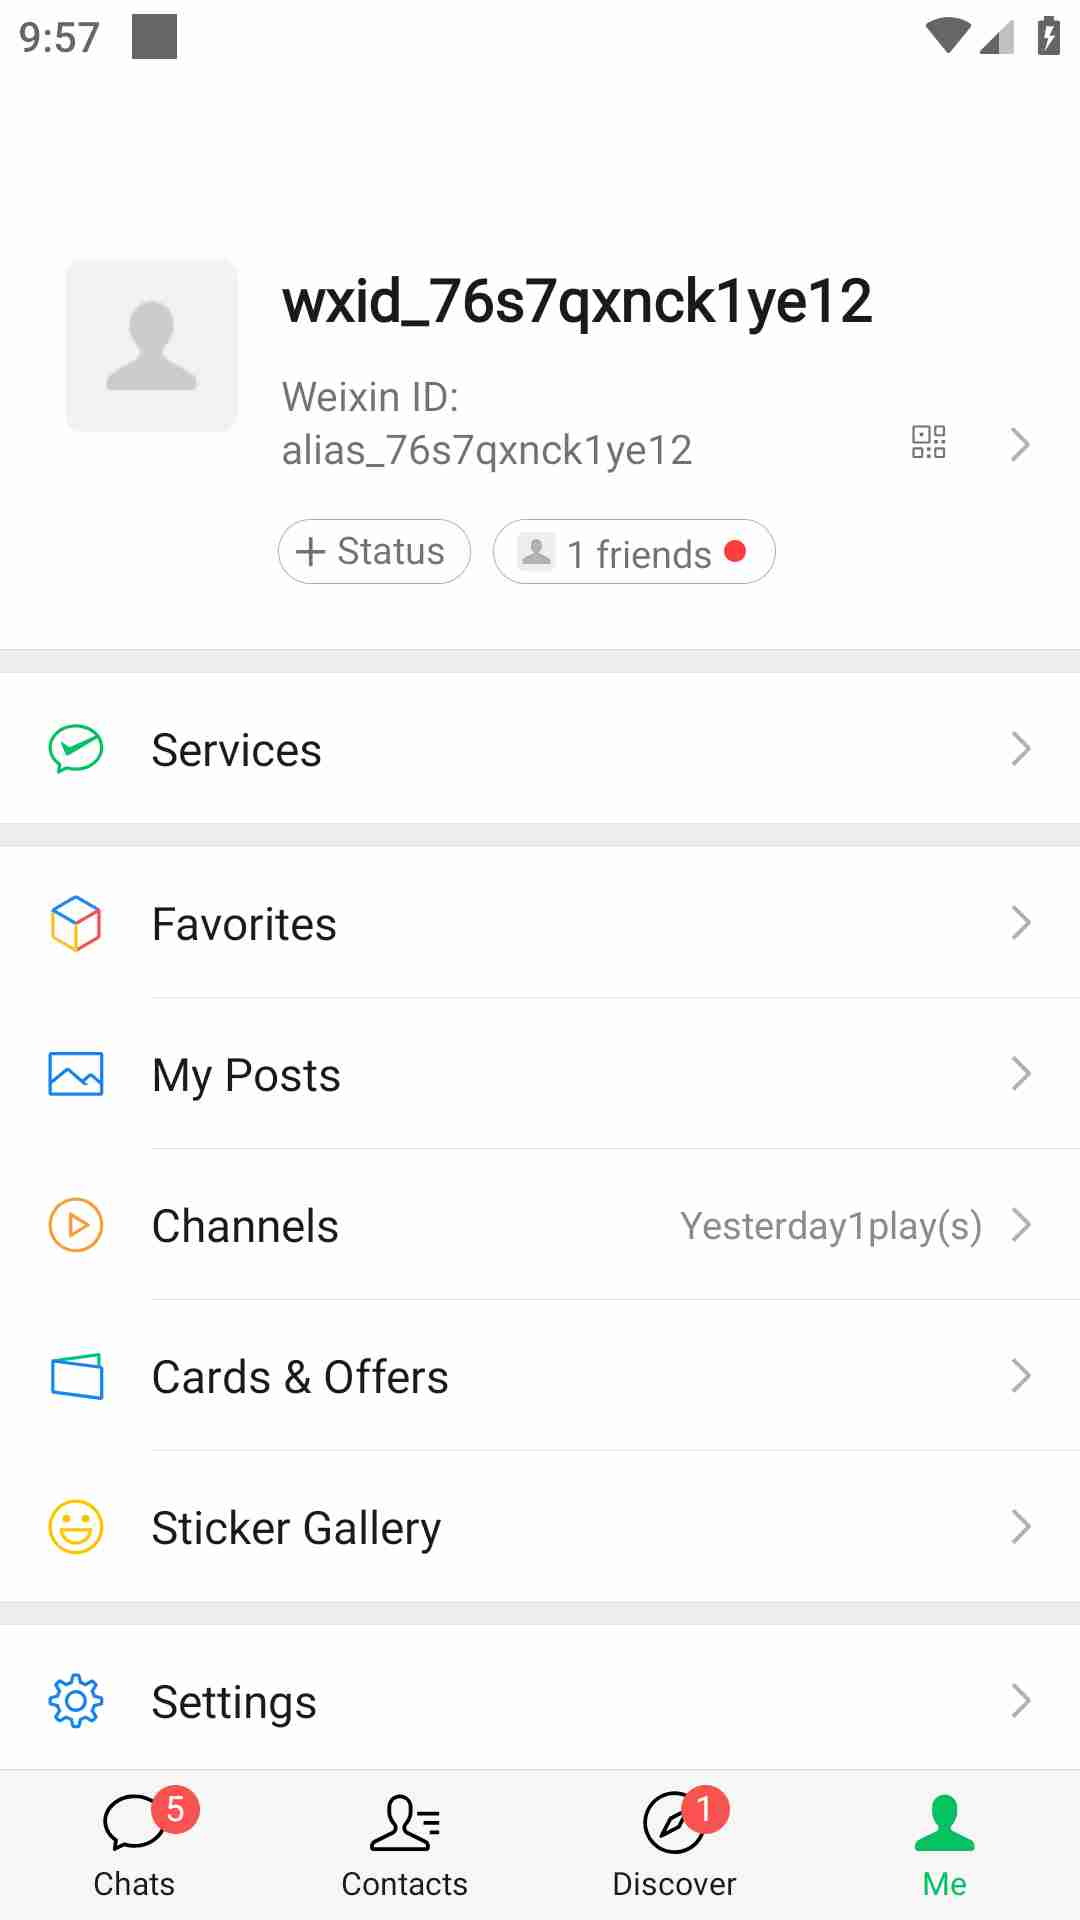 9:57
wxid_76s7qxnck1ye12
Weixin ID:
alias_76s7qxnck1ye12
Status
1 friends
Services
Favorites
My Posts
Channels
Yesterday1play(s)
Cards & Offers
Sticker Gallery
Settings
5
1
Chats
Contacts
Discover
Me